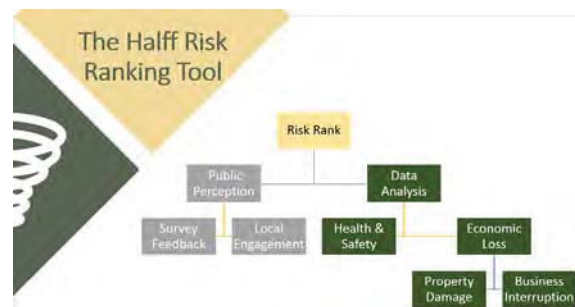 The Halff Risk
Ranking Tool
Risk Rank
Public
Perception
Data
Analysis
Survey
Feedback
Local
Engagement
Health &
Safety
Economic
Loss
Property
Damage
Business
Interruption